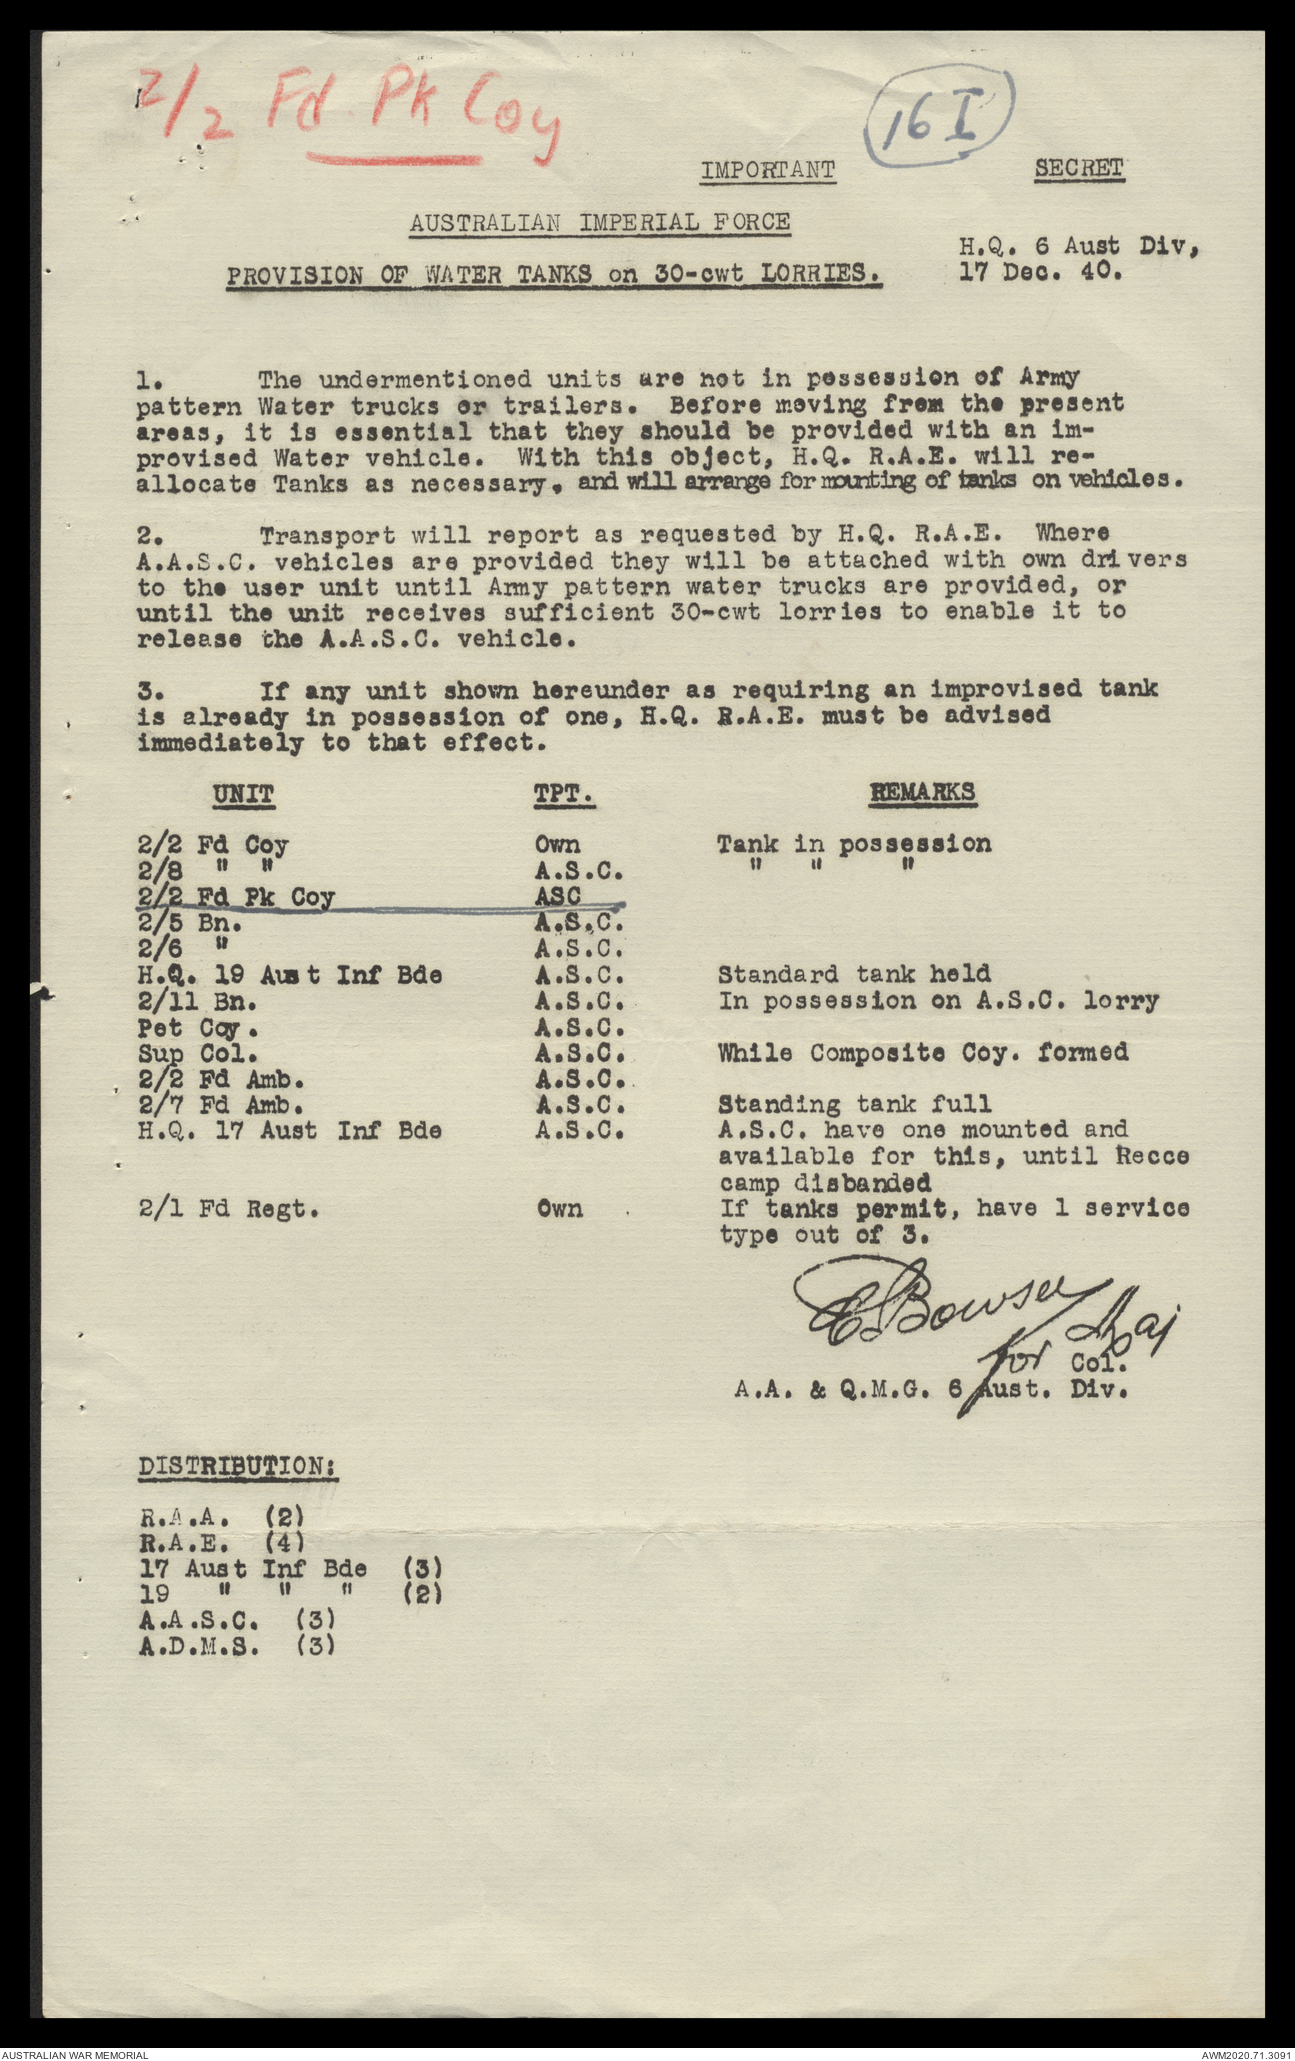 2/2 Fd Pk Coy
16 I
IMPORTANT SECRET
AUSTRALIAN IMPERIAL FORCE
H.Q. 6 Aust Div,
17 Dec. 40.
PROVISION OF WATER TANKS on 30-cwt LORRIES.
1. The undermentioned units are not in possession of Army
pattern Water trucks or trailers. Before moving from the present
areas, it is essential that they should be provided with an im-
provised Water vehicle. With this object, H.Q. R.A.E. will re-
allocate Tanks as necessary, and will arrange for mounting of tanks on vehicles.
2. Transport will report as requested by H.Q. R.A.E. Where
A.A.S.C. vehicles are provided they will be attached with own drivers
to the user unit until Army pattern water trucks are provided, or
until the unit receives sufficient 30-cwt lorries to enable it to
release the A.A.S.C. vehicle.
3. If any unit shown hereunder as requiring an improvised tank
is already in possession of one, H.Q. R.A.E. must be advised
immediately to that effect.
UNIT TPT. REMARKS
2/2 Fd Coy Own Tank in possession
2/8 " " A.S.C. " " "
2/2 Fd Pk Coy ASC
2/5 Bn. A.S.C.
2/6 " A.S.C.
H.Q. 19 Aust Inf Bde A.S.C. Standard tank held
2/11 Bn. A.S.C. In possession on A.S.C. lorry
Pet Coy. A.S.C.
Sup Col. A.S.C. While Composite Coy. formed
2/2 Fd Amb. A.S.C.
2/7 Fd Amb. A.S.C. Standing tank full
H.Q. 17 Aust Inf Bde A.S.C. A.S.C. have one mounted and
available for this, until Recce
camp disbanded
2/1 Fd Regt. Own If tanks permit, have 1 service
type out of 3.
E Bowser Maj
for Col.
A.A. & Q.M.G. 6 Aust. Div.
DISTRIBUTION:
R.A.A. (2)
R.A.E. (4)
17 Aust Inf Bde (3)
19 " " " (2)
A.A.S.C. (3)
A.D.M.S. (3)
AUSTRALIAN WAR MEMORIAL AWM2020.71.3091